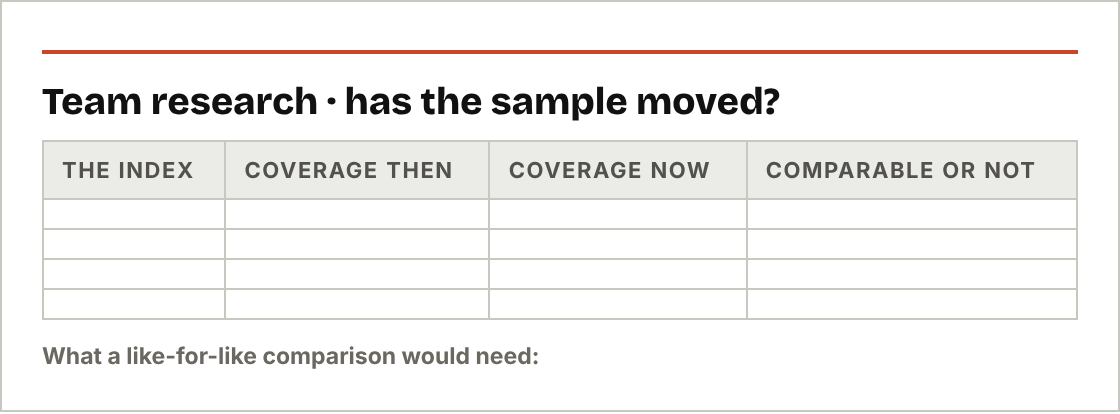 Team research · has the sample moved?
THE INDEX COVERAGE THEN COVERAGE NOW COMPARABLE OR NOT
What a like-for-like comparison would need: